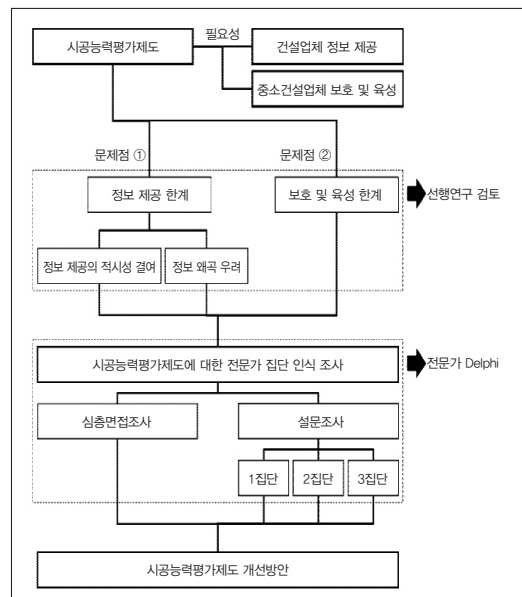 필요성
시공능력평가제도
건설업체 정보 제공
중소건설업체 보호 및 육성
문제점 ①
문제점 ②
정보 제공 한계
보호 및 육성 한계
선행연구 검토
정보 제공의 적시성 결여
정보 왜곡 우려
시공능력평가제도에 대한 전문가 집단 인식 조사
전문가 Delphi
심층면접조사
설문조사
1집단
2집단
3집단
시공능력평가제도 개선방안